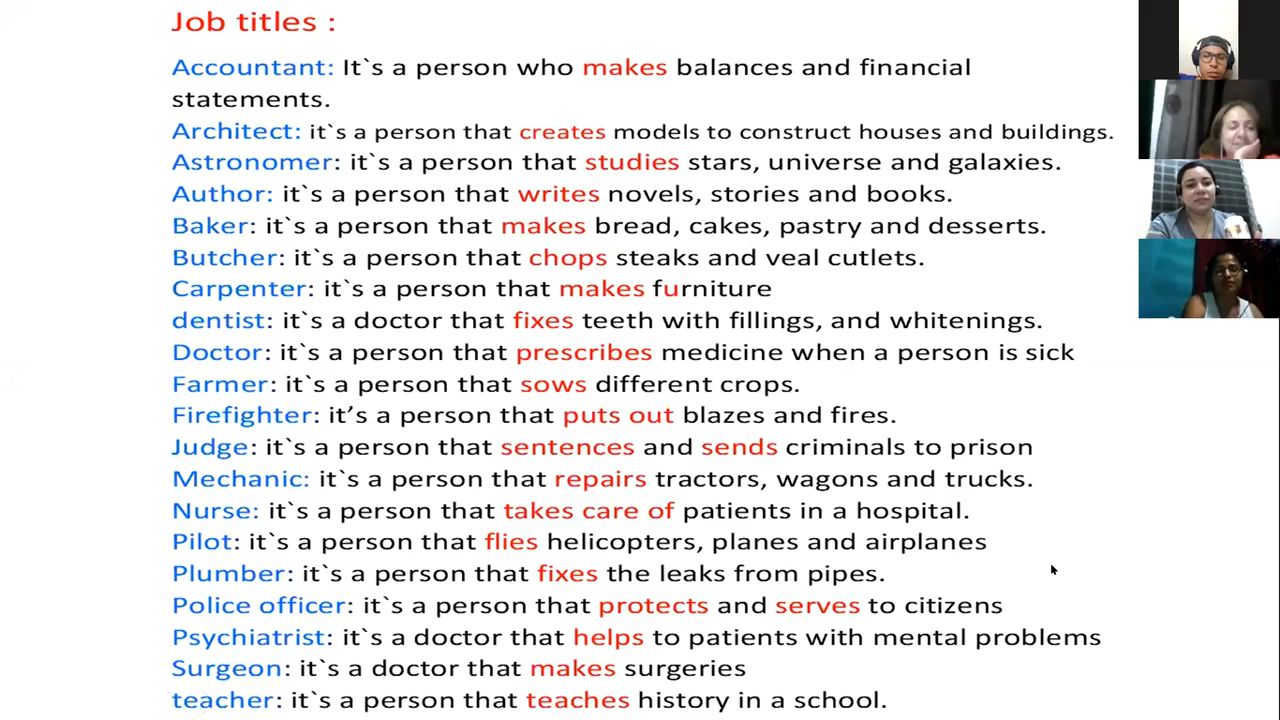 Job titles :
Accountant: It`s a person who makes balances and financial
statements.
Architect: it`s a person that creates models to construct houses and buildings.
Astronomer: it`s a person that studies stars, universe and galaxies.
Author: it`s a person that writes novels, stories and books.
Baker: it`s a person that makes bread, cakes, pastry and desserts.
Butcher: it`s a person that chops steaks and veal cutlets.
Carpenter: it`s a person that makes furniture
dentist: it`s a doctor that fixes teeth with fillings, and whitenings.
Doctor: it`s a person that prescribes medicine when a person is sick
Farmer: it`s a person that sows different crops.
Firefighter: it’s a person that puts out blazes and fires.
Judge: it`s a person that sentences and sends criminals to prison
Mechanic: it`s a person that repairs tractors, wagons and trucks.
Nurse: it`s a person that takes care of patients in a hospital.
Pilot: it`s a person that flies helicopters, planes and airplanes
Plumber: it`s a person that fixes the leaks from pipes.
Police officer: it`s a person that protects and serves to citizens
Psychiatrist: it`s a doctor that helps to patients with mental problems
Surgeon: it`s a doctor that makes surgeries
teacher: it`s a person that teaches history in a school.